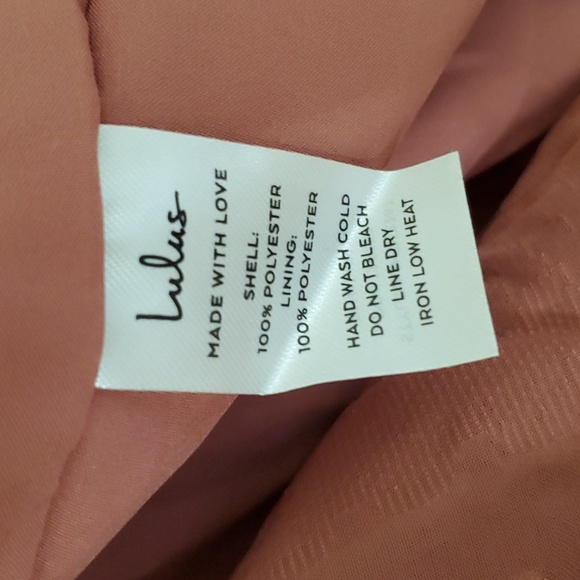 Lulus
MADE WITH LOVE
SHELL:
100% POLYESTER
LINING:
100% POLYESTER
HAND WASH COLD
DO NOT BLEACH
LINE DRY
IRON LOW HEAT